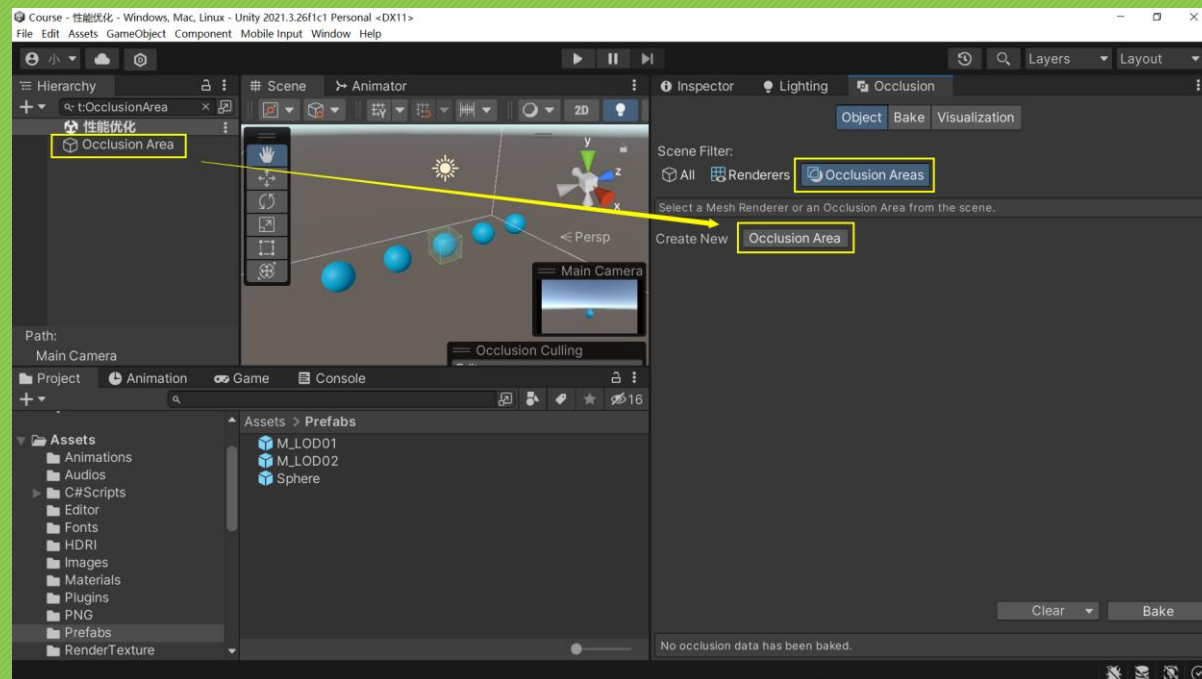 Course - 性能优化 - Windows, Mac, Linux - Unity 2021.3.26f1c1 Personal <DX11>
File Edit Assets GameObject Component Mobile Input Window Help
小
Layers
Layout
Hierarchy
t:OcclusionArea
性能优化
Occlusion Area
Path:
Main Camera
Scene
Animator
2D
y
z
x
Persp
Main Camera
Occlusion Culling
Inspector
Lighting
Occlusion
Object Bake Visualization
Scene Filter:
All Renderers Occlusion Areas
Select a Mesh Renderer or an Occlusion Area from the scene.
Create New Occlusion Area
Clear
Bake
No occlusion data has been baked.
Project
Animation
Game
Console
16
Assets
Animations
Audios
C#Scripts
Editor
Fonts
HDRI
Images
Materials
Plugins
PNG
Prefabs
RenderTexture
Assets > Prefabs
M_LOD01
M_LOD02
Sphere